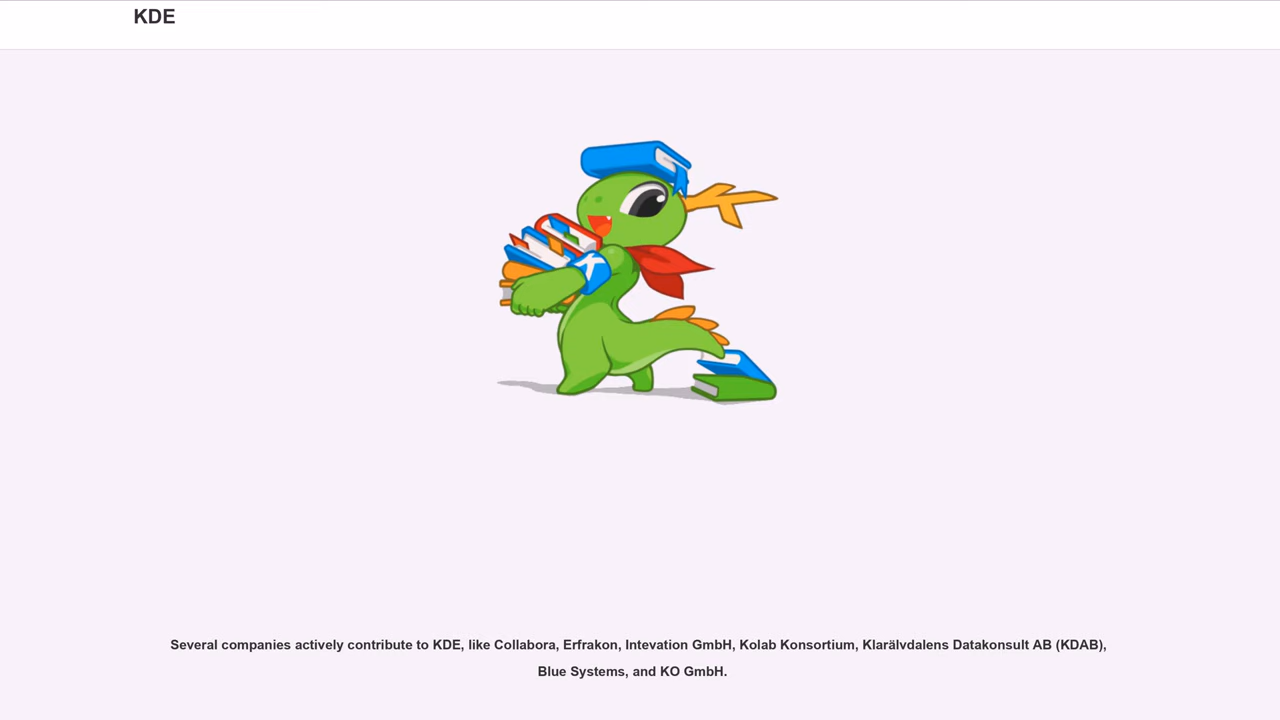 KDE
Several companies actively contribute to KDE, like Collabora, Erfrakon, Intevation GmbH, Kolab Konsortium, Klarälvdalens Datakonsult AB (KDAB),
Blue Systems, and KO GmbH.